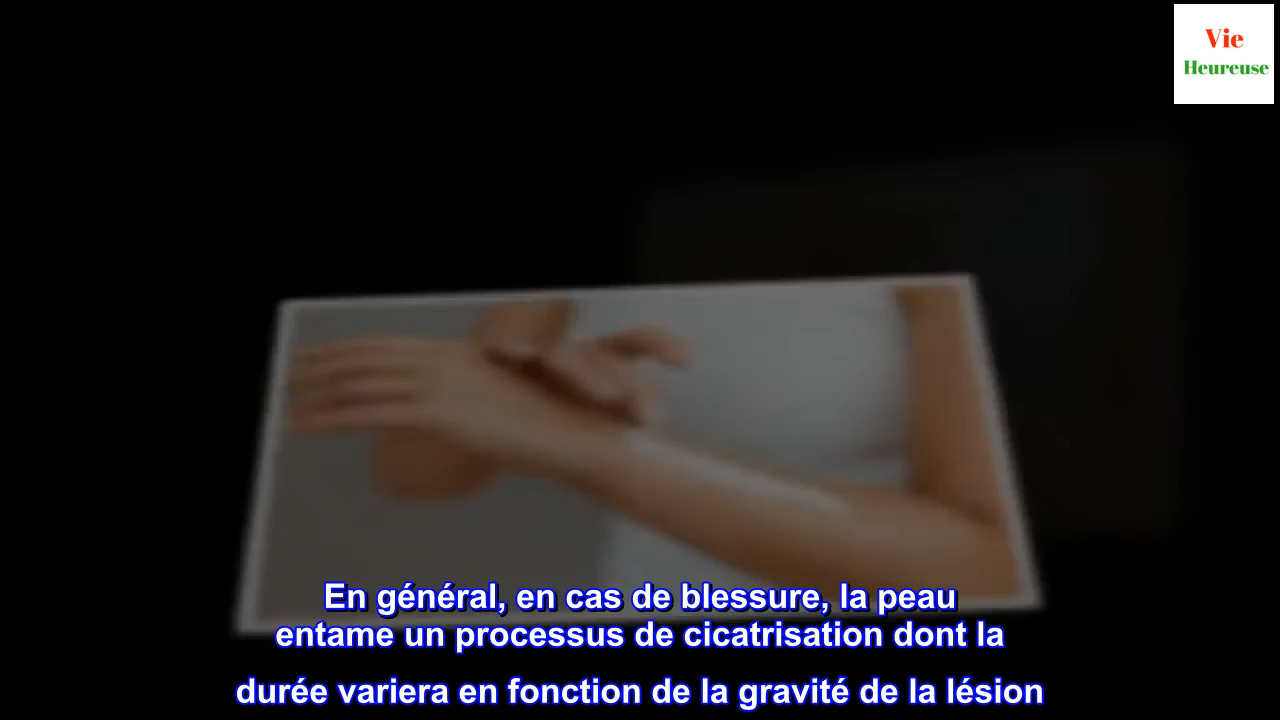 Vie
Heureuse
En général, en cas de blessure, la peau
entame un processus de cicatrisation dont la
durée variera en fonction de la gravité de la lésion